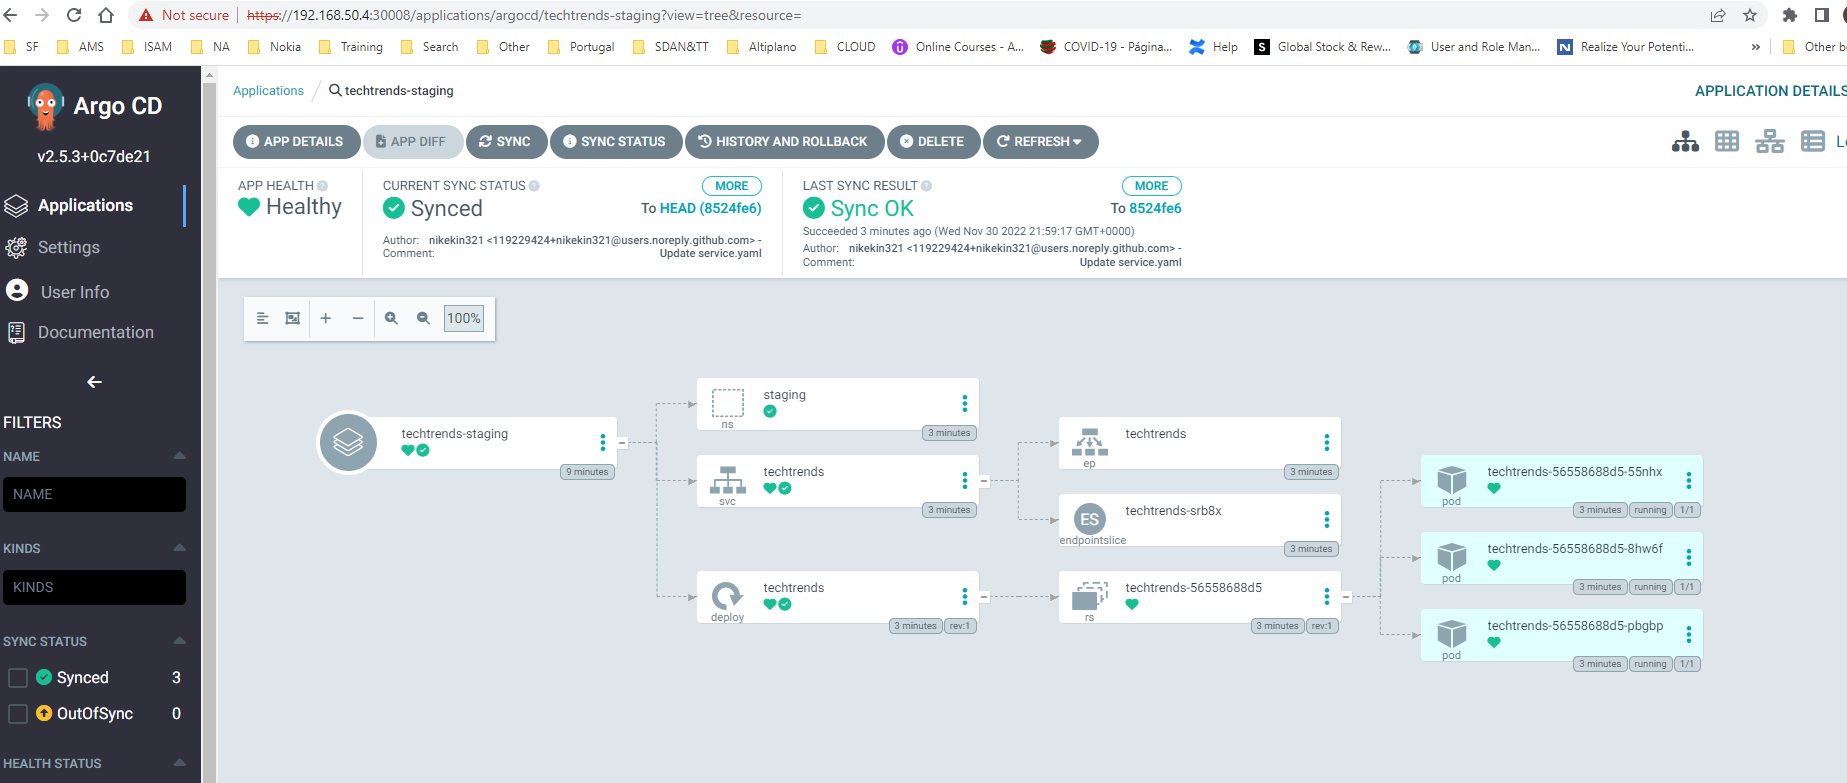 Not secure https://192.168.50.4:30008/applications/argocd/techtrends-staging?view=tree&resource=
SF AMS ISAM NA Nokia Training Search Other Portugal SDAN&TT Altiplano CLOUD Online Courses - A... COVID-19 - Página... Help Global Stock & Rew... User and Role Man... Realize Your Potenti... » Other b
Argo CD
v2.5.3+0c7de21
Applications
Settings
User Info
Documentation
FILTERS
NAME
NAME
KINDS
KINDS
SYNC STATUS
Synced 3
OutOfSync 0
HEALTH STATUS
Applications techtrends-staging APPLICATION DETAILS
APP DETAILS APP DIFF SYNC SYNC STATUS HISTORY AND ROLLBACK DELETE REFRESH
APP HEALTH
Healthy
CURRENT SYNC STATUS MORE
Synced To HEAD (8524fe6)
Author: nikekin321 <119229424+nikekin321@users.noreply.github.com> -
Comment: Update service.yaml
LAST SYNC RESULT MORE
Sync OK To 8524fe6
Succeeded 3 minutes ago (Wed Nov 30 2022 21:59:17 GMT+0000)
Author: nikekin321 <119229424+nikekin321@users.noreply.github.com> -
Comment: Update service.yaml
100%
techtrends-staging
9 minutes
staging
ns
3 minutes
techtrends
svc
3 minutes
techtrends
deploy
3 minutes rev:1
techtrends
ep
3 minutes
ES techtrends-srb8x
endpointslice
3 minutes
techtrends-56558688d5
rs
3 minutes rev:1
techtrends-56558688d5-55nhx
pod
3 minutes running 1/1
techtrends-56558688d5-8hw6f
pod
3 minutes running 1/1
techtrends-56558688d5-pbgbp
pod
3 minutes running 1/1